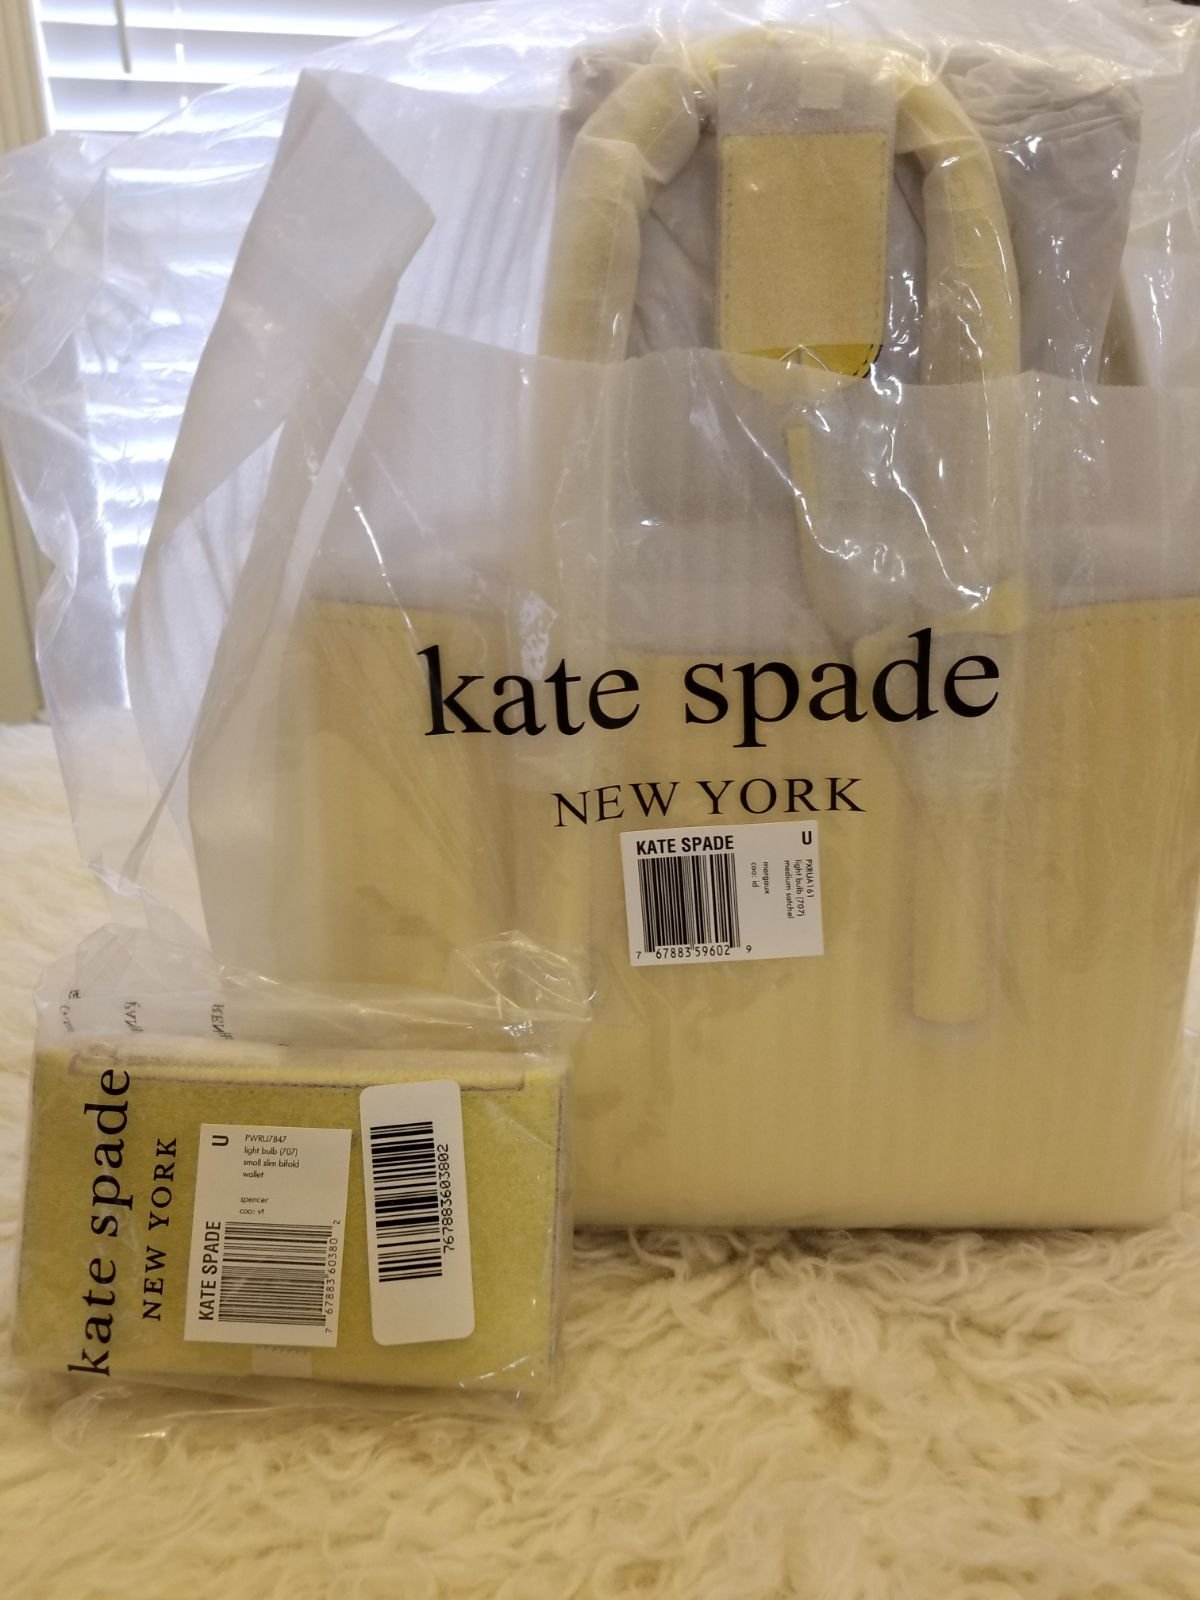 kate spade
NEW YORK
KATE SPADE
U
PXRUA161
light bulb (707)
medium satchel
margaux
coo: id
7 67883 59602 9
kate spade
NEW YORK
U
PWRU7847
light bulb (707)
small slim bifold
wallet
spencer
coo: vt
KATE SPADE
7 67883 60380 2
767883603802